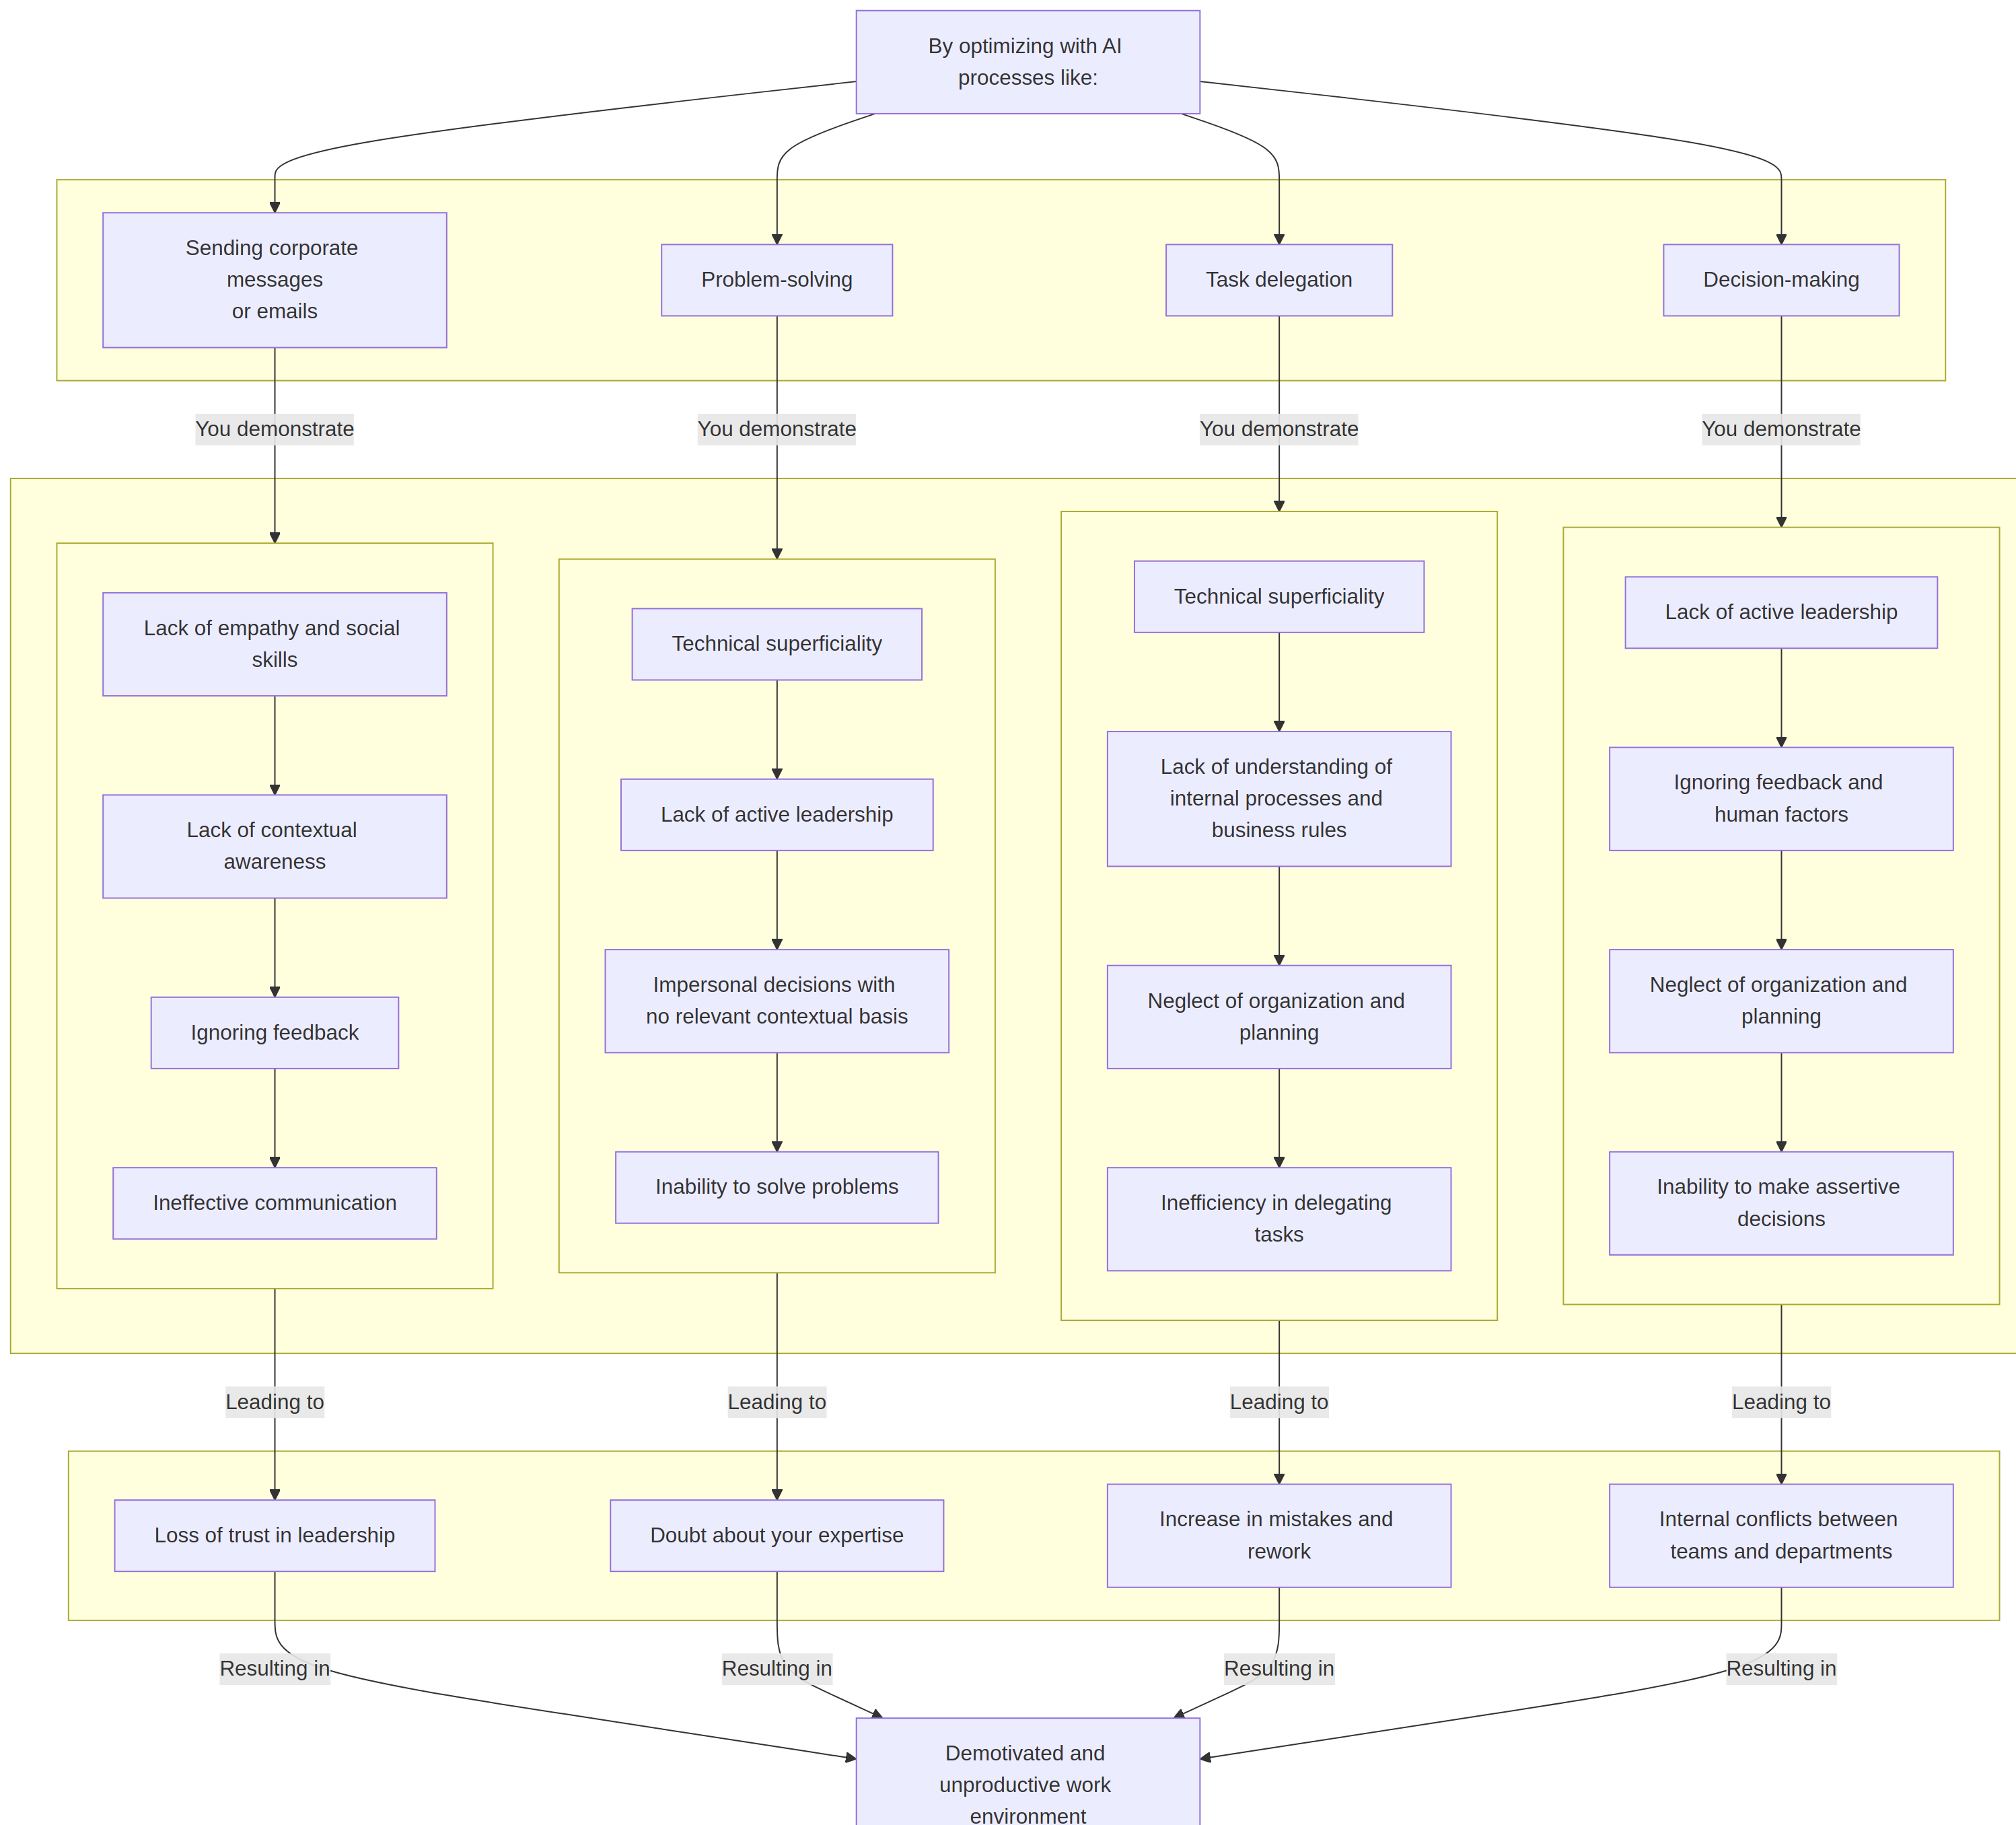 By optimizing with AI
processes like:
Sending corporate
messages
or emails
Problem-solving
Task delegation
Decision-making
You demonstrate
You demonstrate
You demonstrate
You demonstrate
Lack of empathy and social
skills
Lack of contextual
awareness
Ignoring feedback
Ineffective communication
Technical superficiality
Lack of active leadership
Impersonal decisions with
no relevant contextual basis
Inability to solve problems
Technical superficiality
Lack of understanding of
internal processes and
business rules
Neglect of organization and
planning
Inefficiency in delegating
tasks
Lack of active leadership
Ignoring feedback and
human factors
Neglect of organization and
planning
Inability to make assertive
decisions
Leading to
Leading to
Leading to
Leading to
Loss of trust in leadership
Doubt about your expertise
Increase in mistakes and
rework
Internal conflicts between
teams and departments
Resulting in
Resulting in
Resulting in
Resulting in
Demotivated and
unproductive work
environment